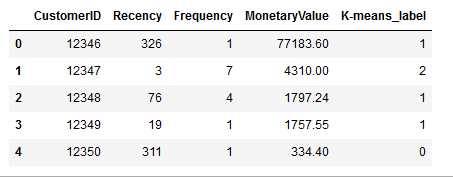 CustomerID Recency Frequency MonetaryValue K-means_label
0 12346 326 1 77183.60 1
1 12347 3 7 4310.00 2
2 12348 76 4 1797.24 1
3 12349 19 1 1757.55 1
4 12350 311 1 334.40 0